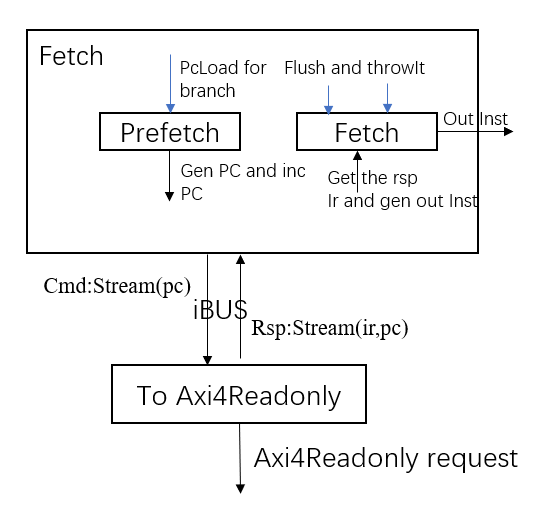 Fetch
PcLoad for
branch
Flush and throwIt
Prefetch
Fetch
Out Inst
Gen PC and inc
PC
Get the rsp
Ir and gen out Inst
Cmd:Stream(pc)
iBUS
Rsp:Stream(ir,pc)
To Axi4Readonly
Axi4Readonly request